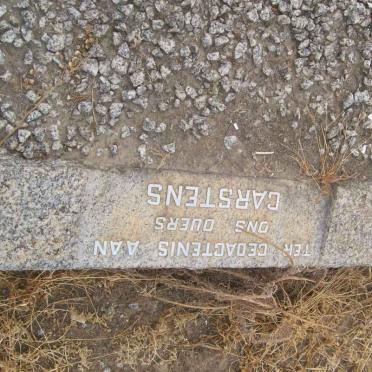 TER GEDAGTENIS AAN
ONS OUERS
CARSTENS